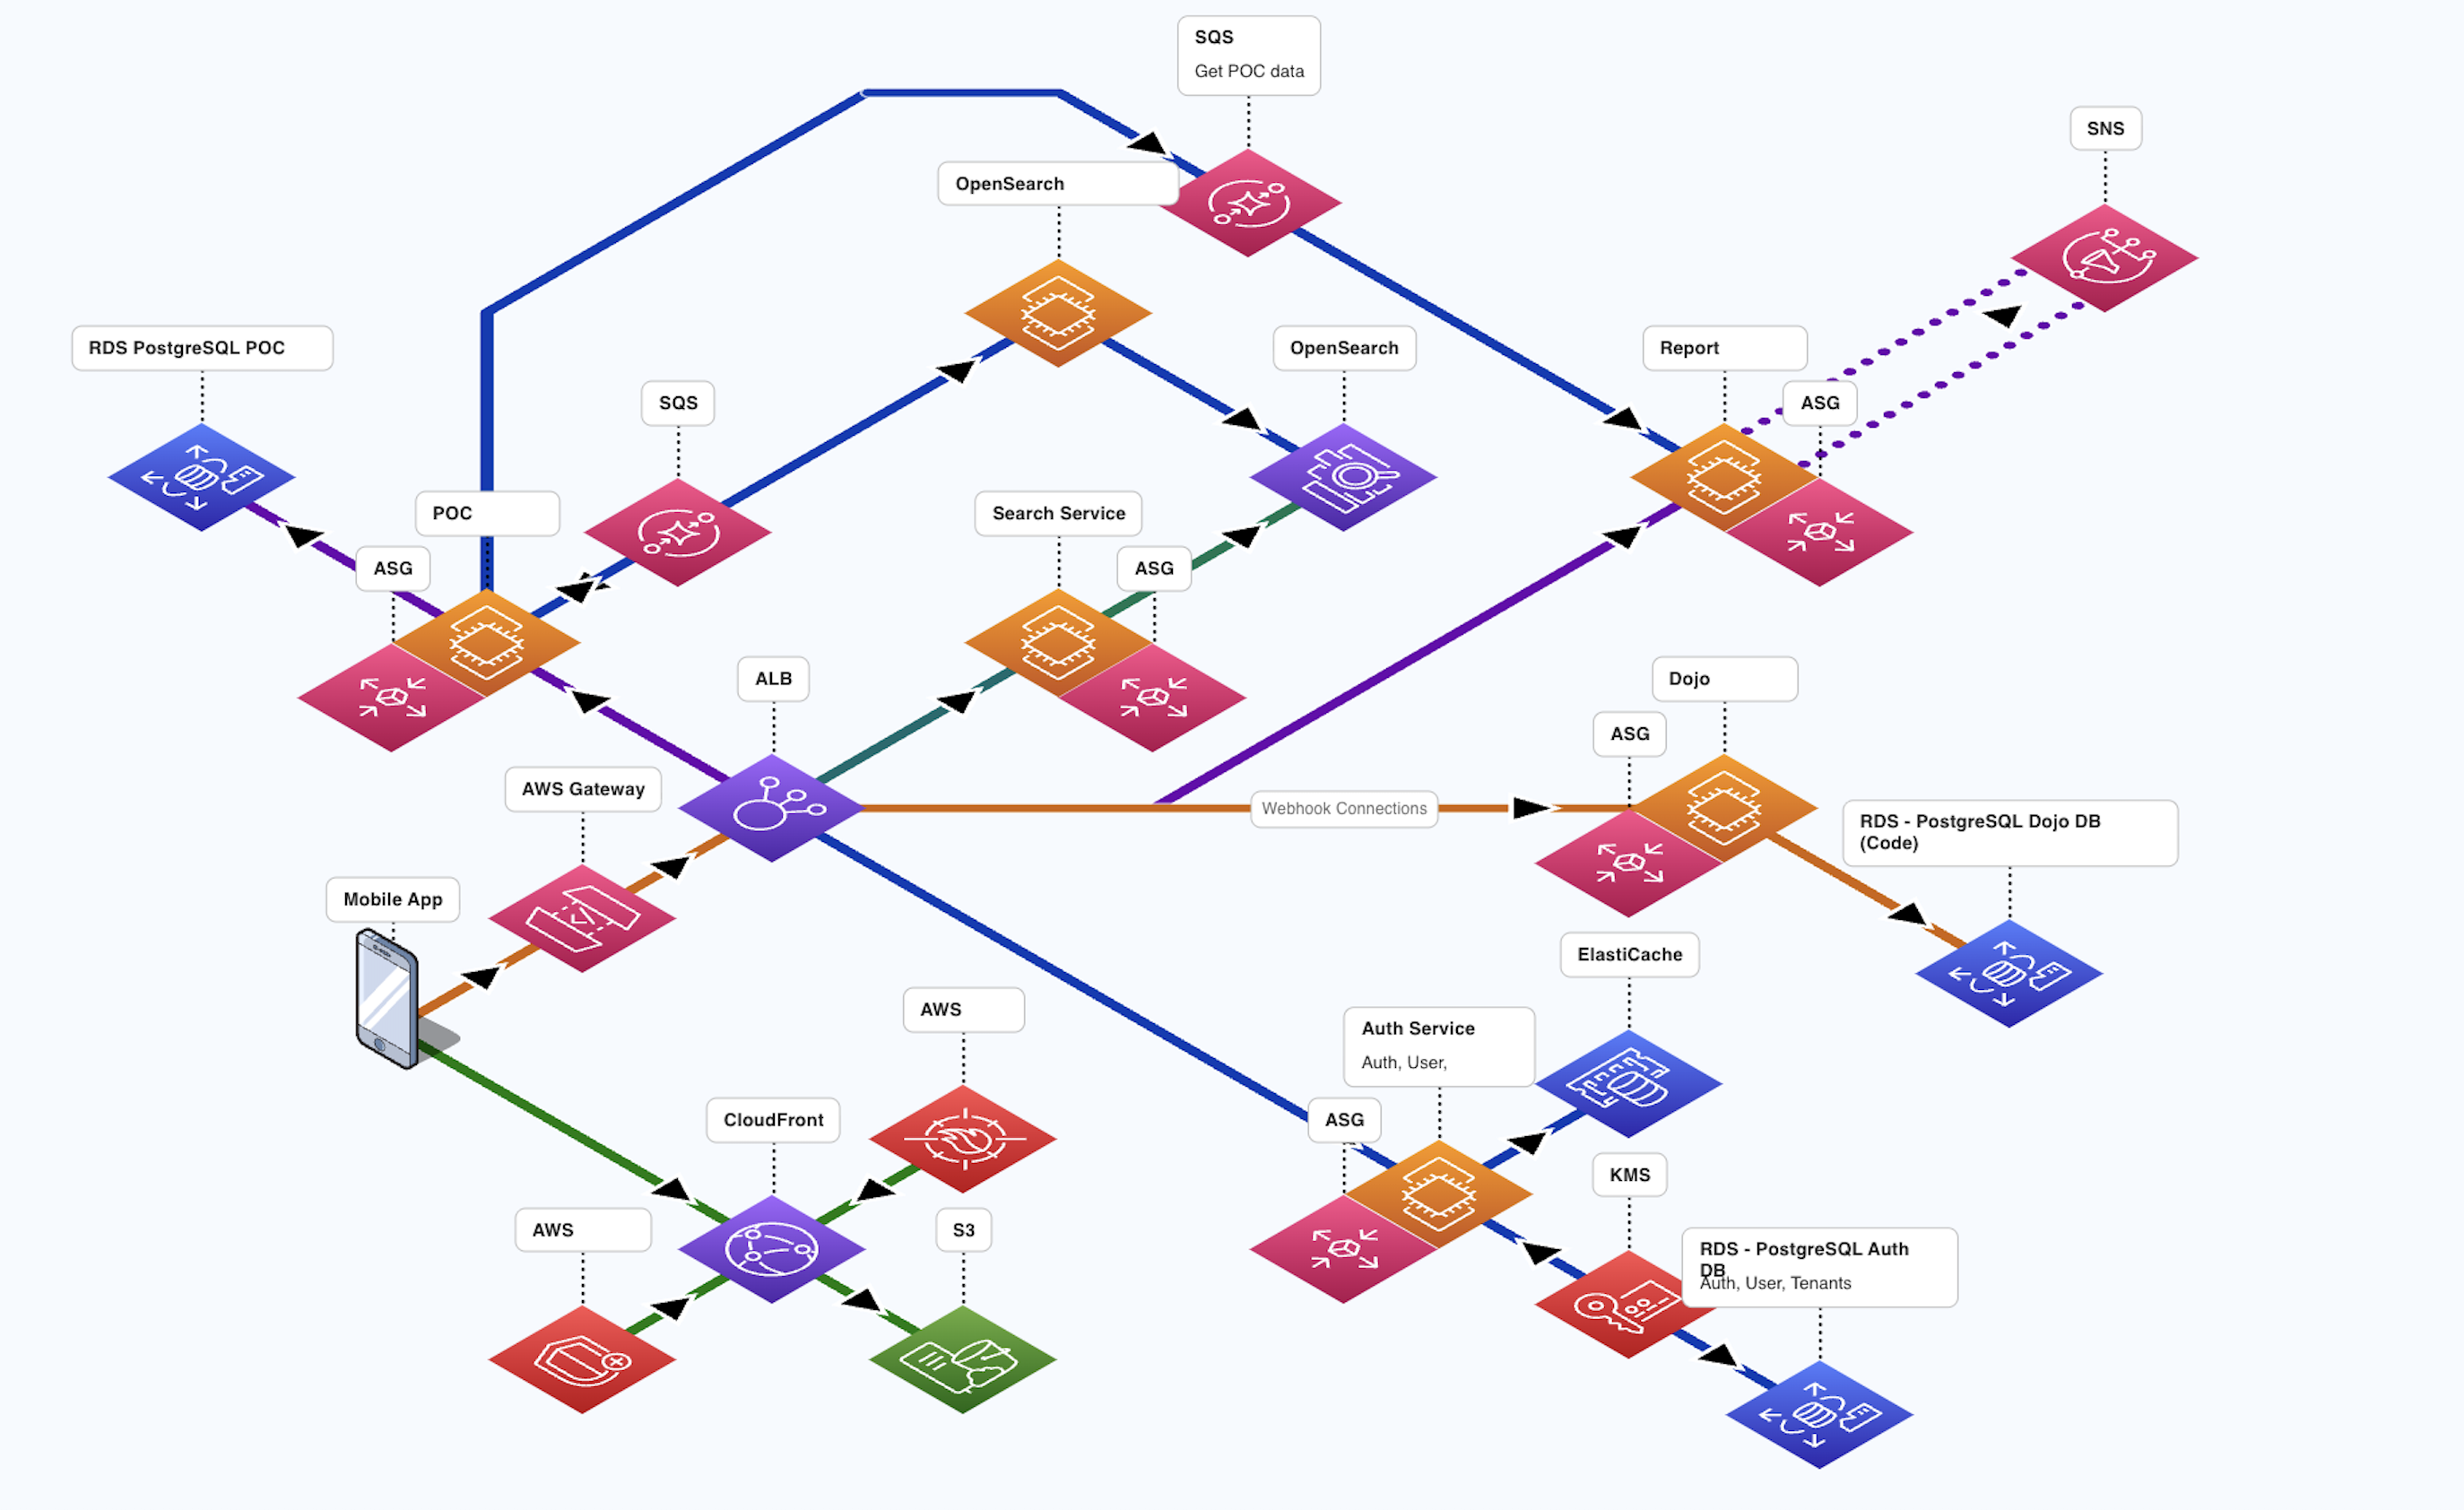 SQS
Get POC data
SNS
OpenSearch
RDS PostgreSQL POC
OpenSearch
Report
SQS
ASG
POC
Search Service
ASG
ASG
ALB
Dojo
ASG
AWS Gateway
Webhook Connections
RDS - PostgreSQL Dojo DB
(Code)
Mobile App
ElastiCache
AWS
Auth Service
Auth, User,
CloudFront
ASG
KMS
AWS
S3
RDS - PostgreSQL Auth
DB
Auth, User, Tenants